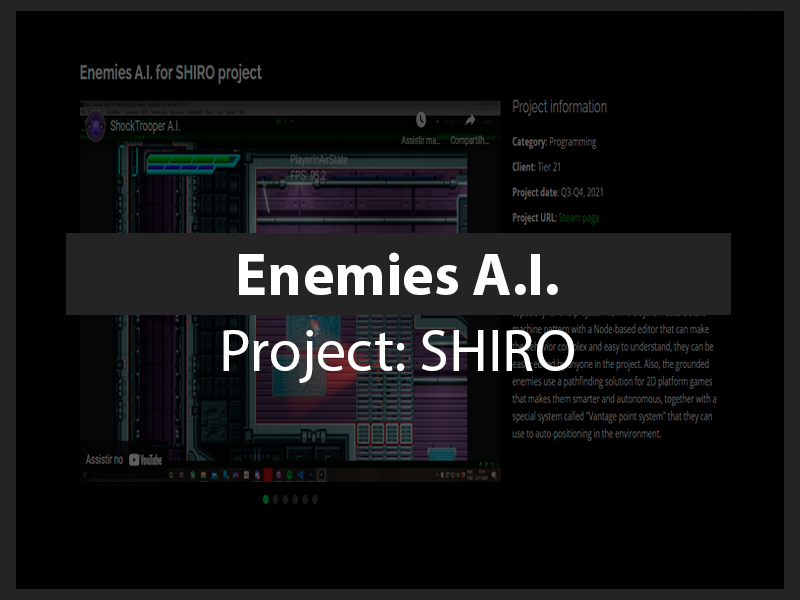 Enemies A.I. for SHIRO project
ShockTrooper A.I.
Assistir ma...
Compartilh...
PlayerInAirState
FPS: 95,2
Project information
Category: Programming
Client: Tier 21
Project date: Q3-Q4, 2021
Project URL: Steam page
Enemies A.I.
Project: SHIRO
machine pattern with a Node-based editor that can make
complex and easy to understand, they can be
anyone in the project. Also, the grounded
enemies use a pathfinding solution for 2D platform games
that makes them smarter and autonomous, together with a
special system called "Vantage point system" that they can
use to auto-positioning in the environment.
Assistir no YouTube